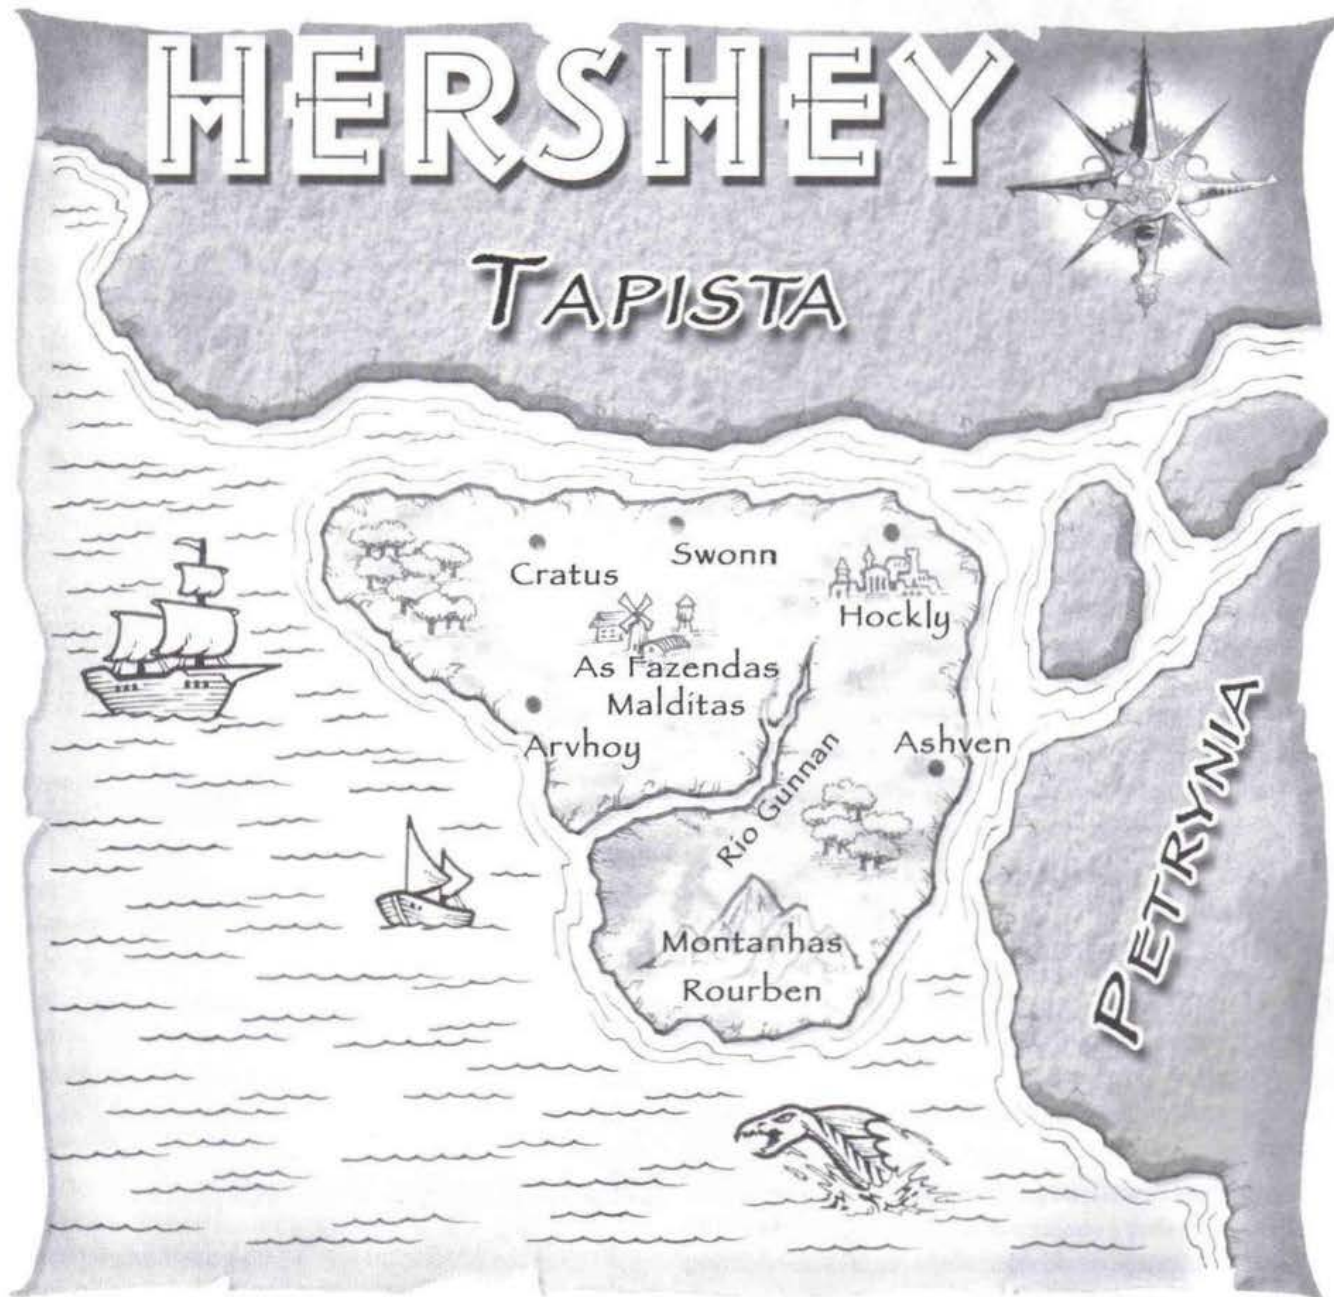 HERSHEY
TAPISTA
Swonn
Cratus
Hockly
As Fazendas
Malditas
Arvhoy
Ashven
Rio Gunnan
Montanhas
Rourben
PETRYNIA